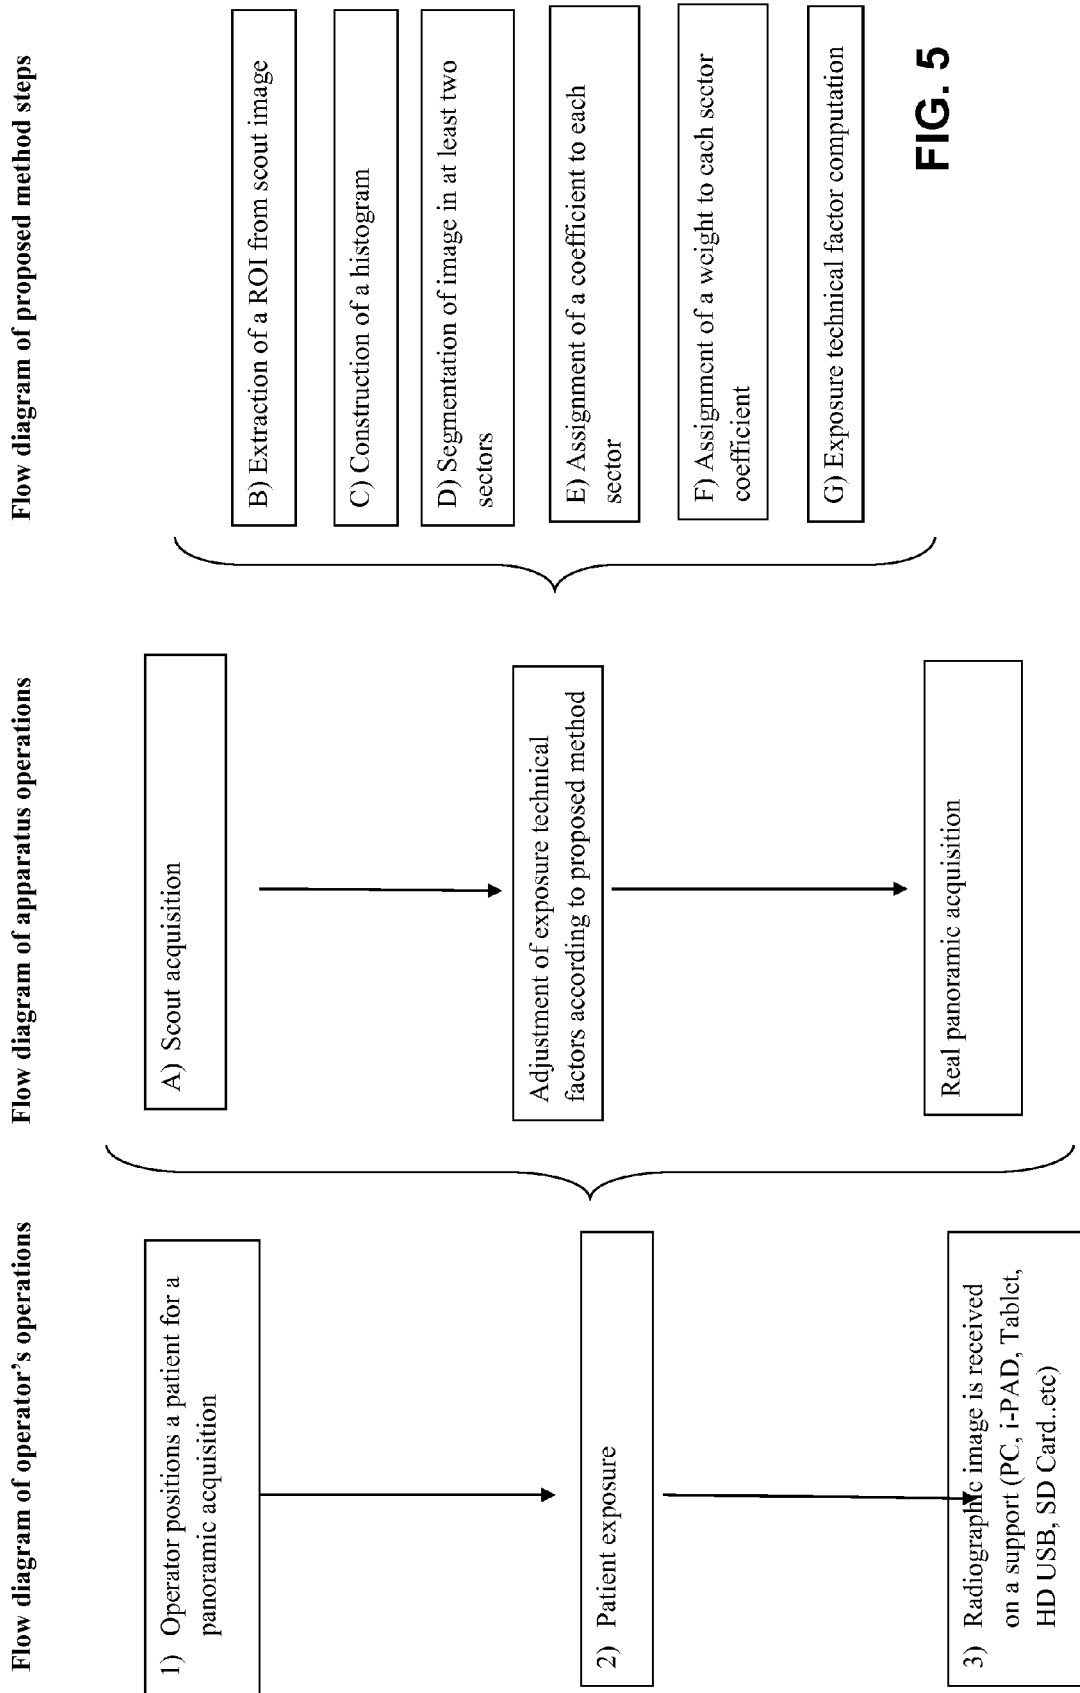 Flow diagram of operator's operations
1) Operator positions a patient for a
panoramic acquisition
2) Patient exposure
3) Radiographic image is received
on a support (PC, i-PAD, Tablet,
HD USB, SD Card..etc)
Flow diagram of apparatus operations
A) Scout acquisition
Adjustment of exposure technical
factors according to proposed method
Real panoramic acquisition
Flow diagram of proposed method steps
B) Extraction of a ROI from scout image
C) Construction of a histogram
D) Segmentation of image in at least two
sectors
E) Assignment of a coefficient to each
sector
F) Assignment of a weight to each sector
coefficient
G) Exposure technical factor computation
FIG. 5